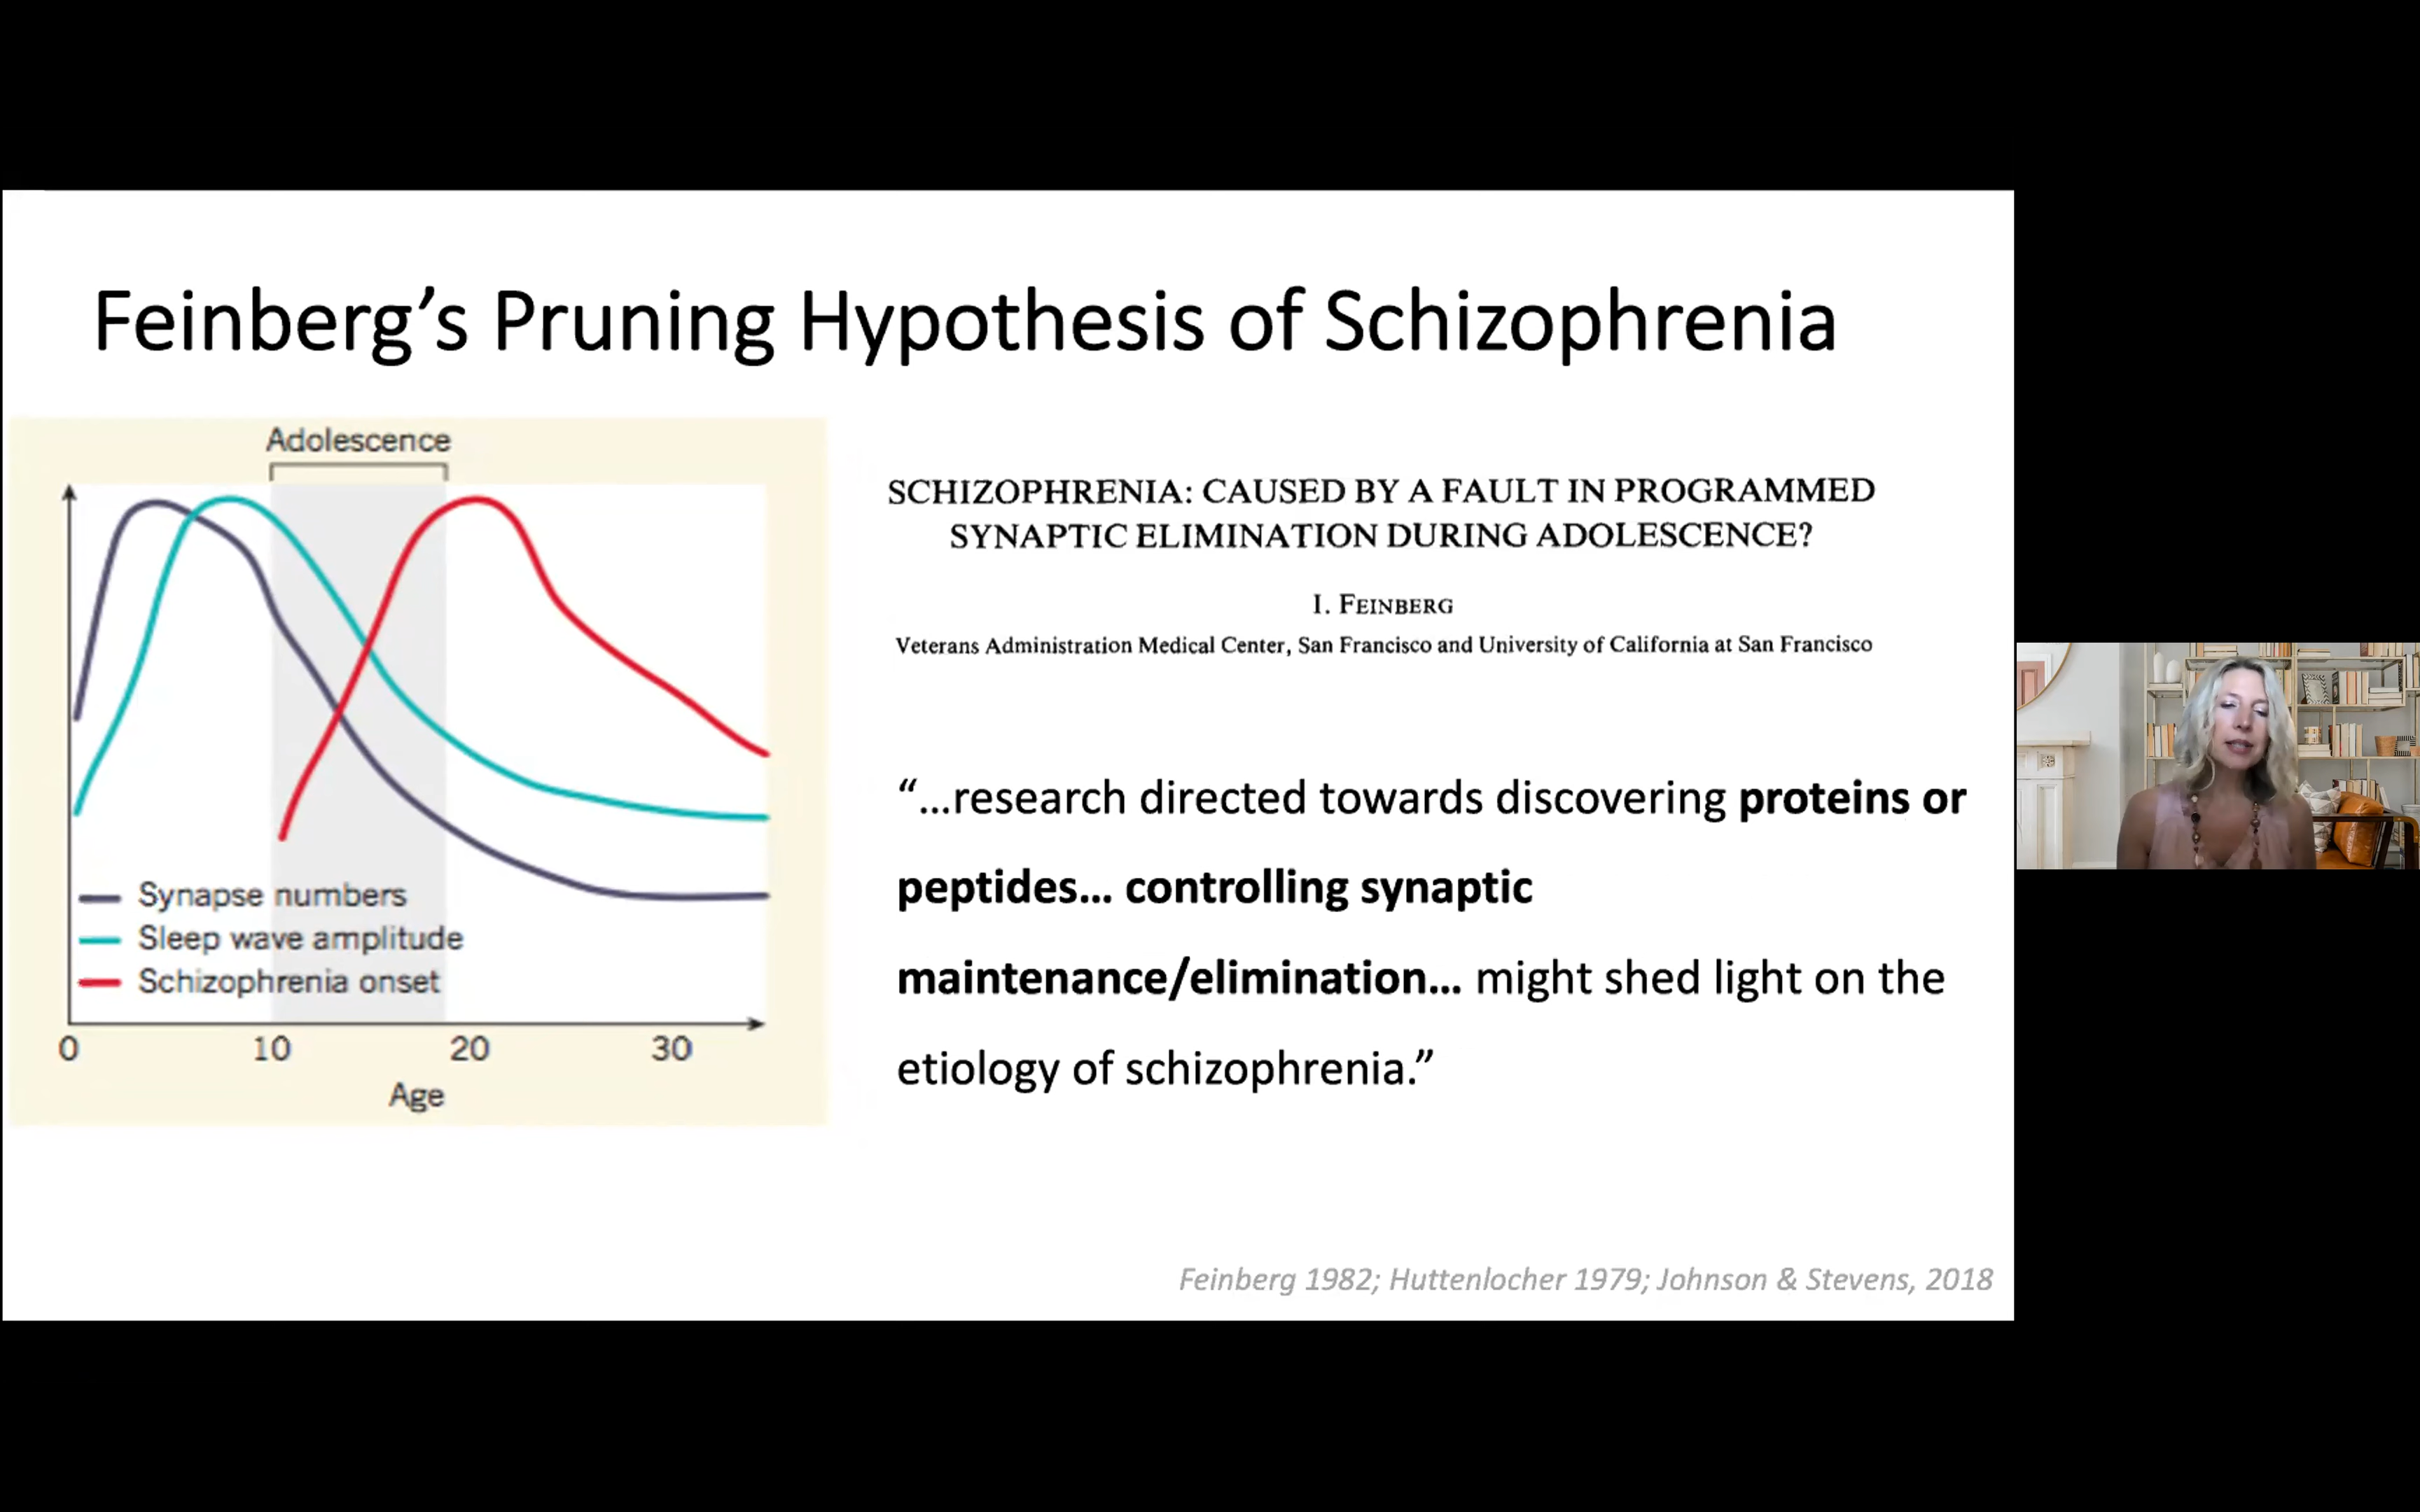 Feinberg’s Pruning Hypothesis of Schizophrenia
Adolescence
Synapse numbers
Sleep wave amplitude
Schizophrenia onset
0 10 20 30
Age
SCHIZOPHRENIA: CAUSED BY A FAULT IN PROGRAMMED
SYNAPTIC ELIMINATION DURING ADOLESCENCE?
I. FEINBERG
Veterans Administration Medical Center, San Francisco and University of California at San Francisco
“…research directed towards discovering proteins or
peptides… controlling synaptic
maintenance/elimination… might shed light on the
etiology of schizophrenia.”
Feinberg 1982; Huttenlocher 1979; Johnson & Stevens, 2018